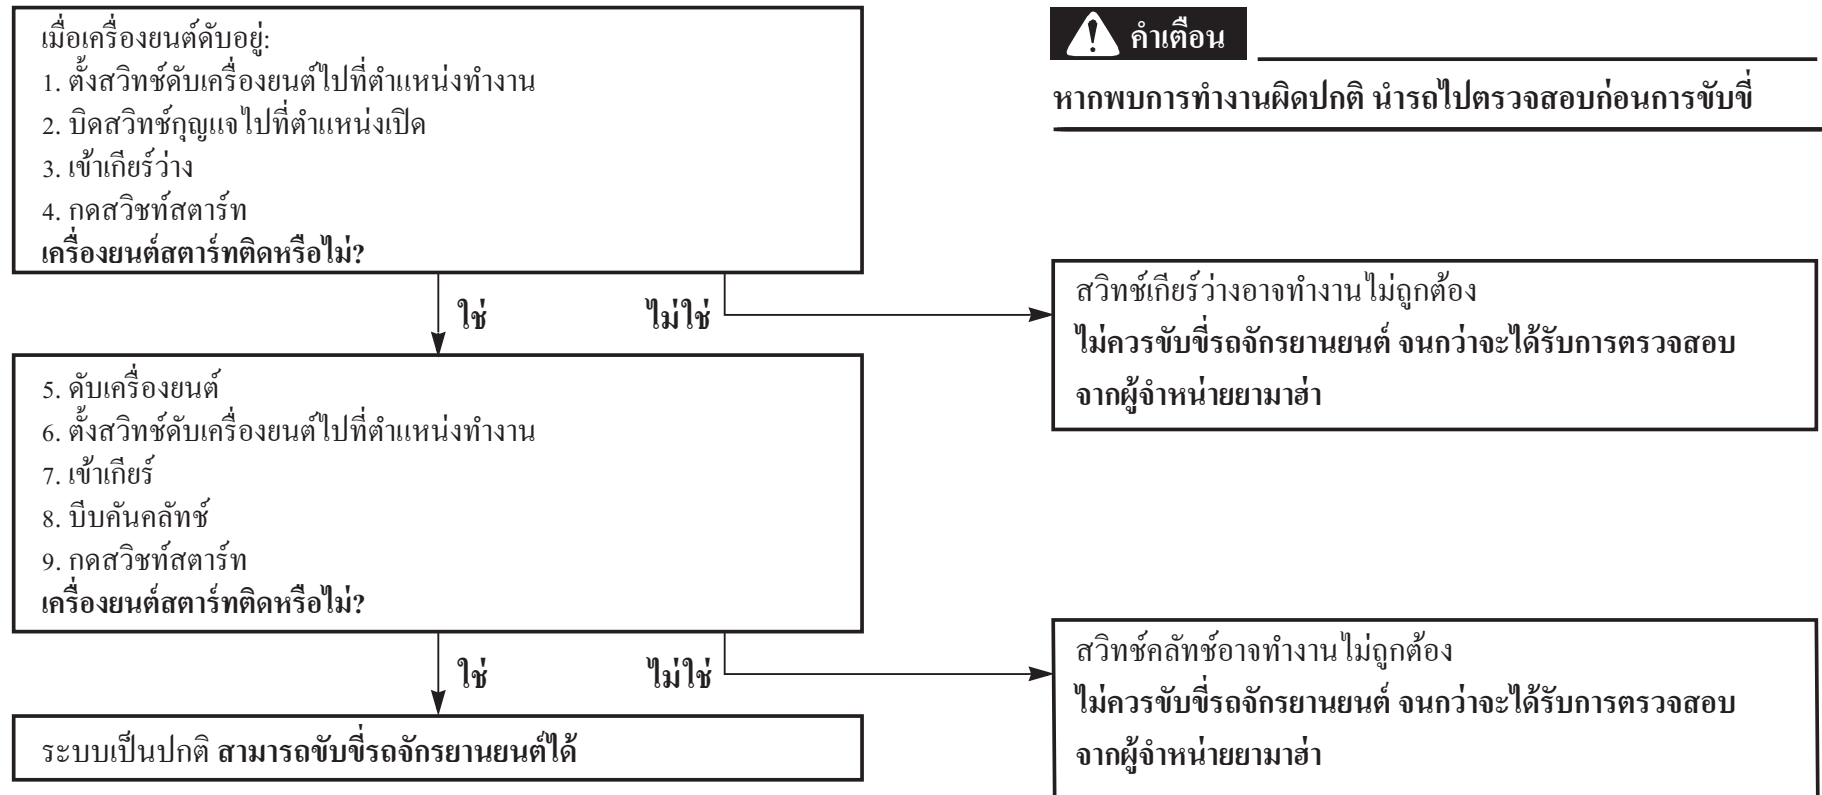 เมื่อเครื่องยนต์ดับอยู่:
1. ตั้งสวิทช์ดับเครื่องยนต์ไปที่ตำแหน่งทำงาน
2. บิดสวิทช์กุญแจไปที่ตำแหน่งเปิด
3. เข้าเกียร์ว่าง
4. กดสวิชท์สตาร์ท
เครื่องยนต์สตาร์ทติดหรือไม่?
คำเตือน
หากพบการทำงานผิดปกติ นำรถไปตรวจสอบก่อนการขับขี่
ใช่
ไม่ใช่
สวิทช์เกียร์ว่างอาจทำงานไม่ถูกต้อง
ไม่ควรขับขี่รถจักรยานยนต์ จนกว่าจะได้รับการตรวจสอบ
จากผู้จำหน่ายยามาฮ่า
5. ดับเครื่องยนต์
6. ตั้งสวิทช์ดับเครื่องยนต์ไปที่ตำแหน่งทำงาน
7. เข้าเกียร์
8. บีบคันคลัทช์
9. กดสวิชท์สตาร์ท
เครื่องยนต์สตาร์ทติดหรือไม่?
ใช่
ไม่ใช่
สวิทช์คลัทช์อาจทำงานไม่ถูกต้อง
ไม่ควรขับขี่รถจักรยานยนต์ จนกว่าจะได้รับการตรวจสอบ
จากผู้จำหน่ายยามาฮ่า
ระบบเป็นปกติ สามารถขับขี่รถจักรยานยนต์ได้